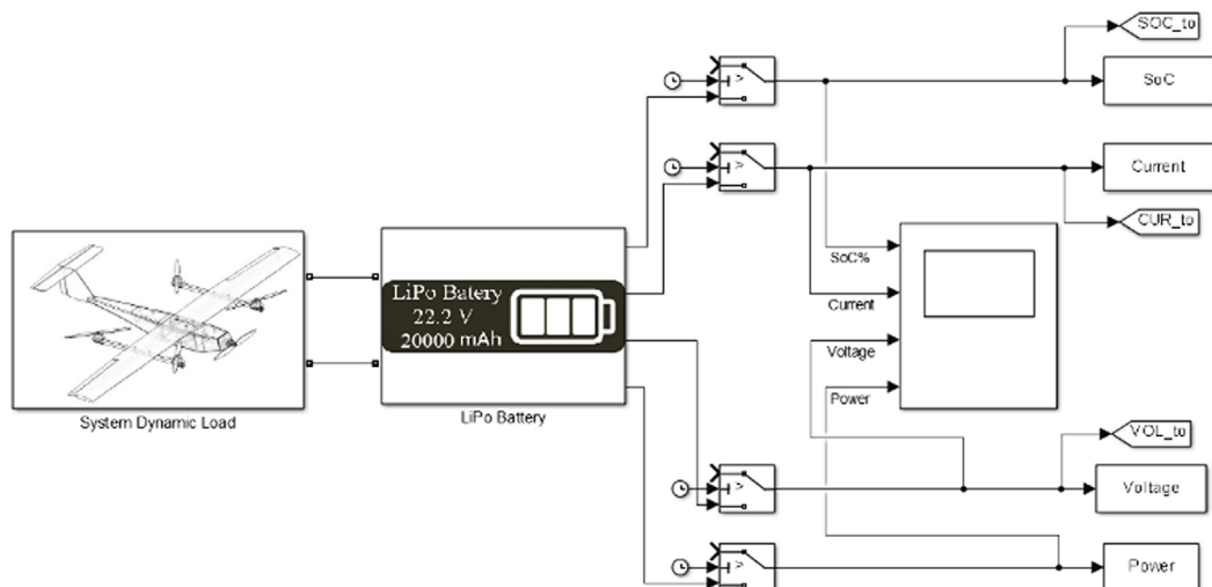 SOC_to
SoC
Current
CUR_to
SoC%
Current
Voltage
Power
LiPo Batery
22.2 V
20000 mAh
System Dynamic Load
LiPo Battery
VOL_to
Voltage
Power